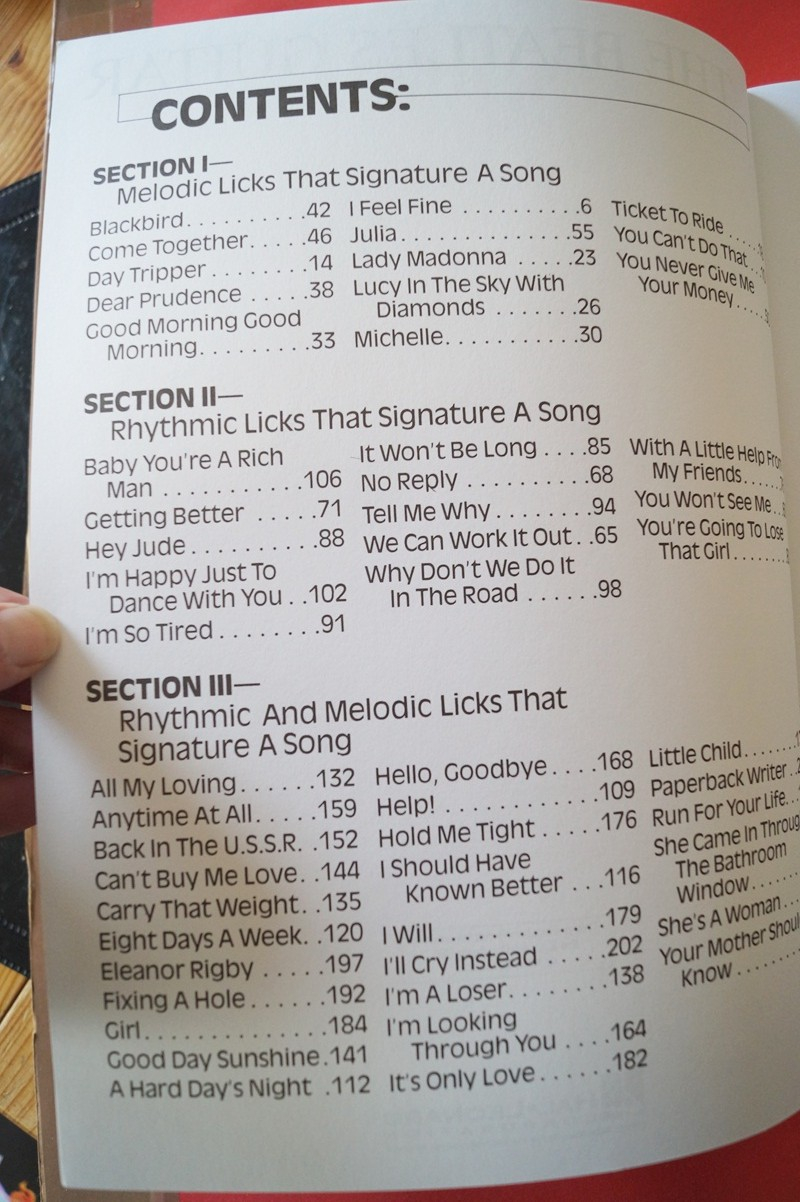 CONTENTS:
SECTION I—
Melodic Licks That Signature A Song
Blackbird..........42
Come Together.....46
Day Tripper........14
Dear Prudence .....38
Good Morning Good
Morning.........33
I Feel Fine .........6
Julia..............55
Lady Madonna .....23
Lucy In The Sky With
Diamonds .......26
Michelle...........30
Ticket To Ride ....
You Can't Do That ..
You Never Give Me
Your Money.....
SECTION II—
Rhythmic Licks That Signature A Song
Baby You're A Rich
Man ...........106
Getting Better .....71
Hey Jude..........88
I'm Happy Just To
Dance With You ..102
I'm So Tired ........91
It Won't Be Long ....85
No Reply ..........68
Tell Me Why........94
We Can Work It Out..65
Why Don't We Do It
In The Road ......98
With A Little Help
My Friends......
You Won't See Me..
You're Going To Lose
That Girl........
SECTION III—
Rhythmic And Melodic Licks That
Signature A Song
All My Loving.......132
Anytime At All......159
Back In The U.S.S.R. ..152
Can't Buy Me Love..144
Carry That Weight..135
Eight Days A Week..120
Eleanor Rigby .....197
Fixing A Hole......192
Girl..............184
Good Day Sunshine.141
A Hard Day's Night .112
Hello, Goodbye....168
Help! ...........109
Hold Me Tight .....176
I Should Have
Known Better ...116
I Will............179
I'll Cry Instead .....202
I'm A Loser........138
I'm Looking
Through You ....164
It's Only Love......182
Little Child.......
Paperback Writer..
Run For Your Life...
She Came In
The Bathroom
Window......
She's A Woman...
Your Mother
Know.......